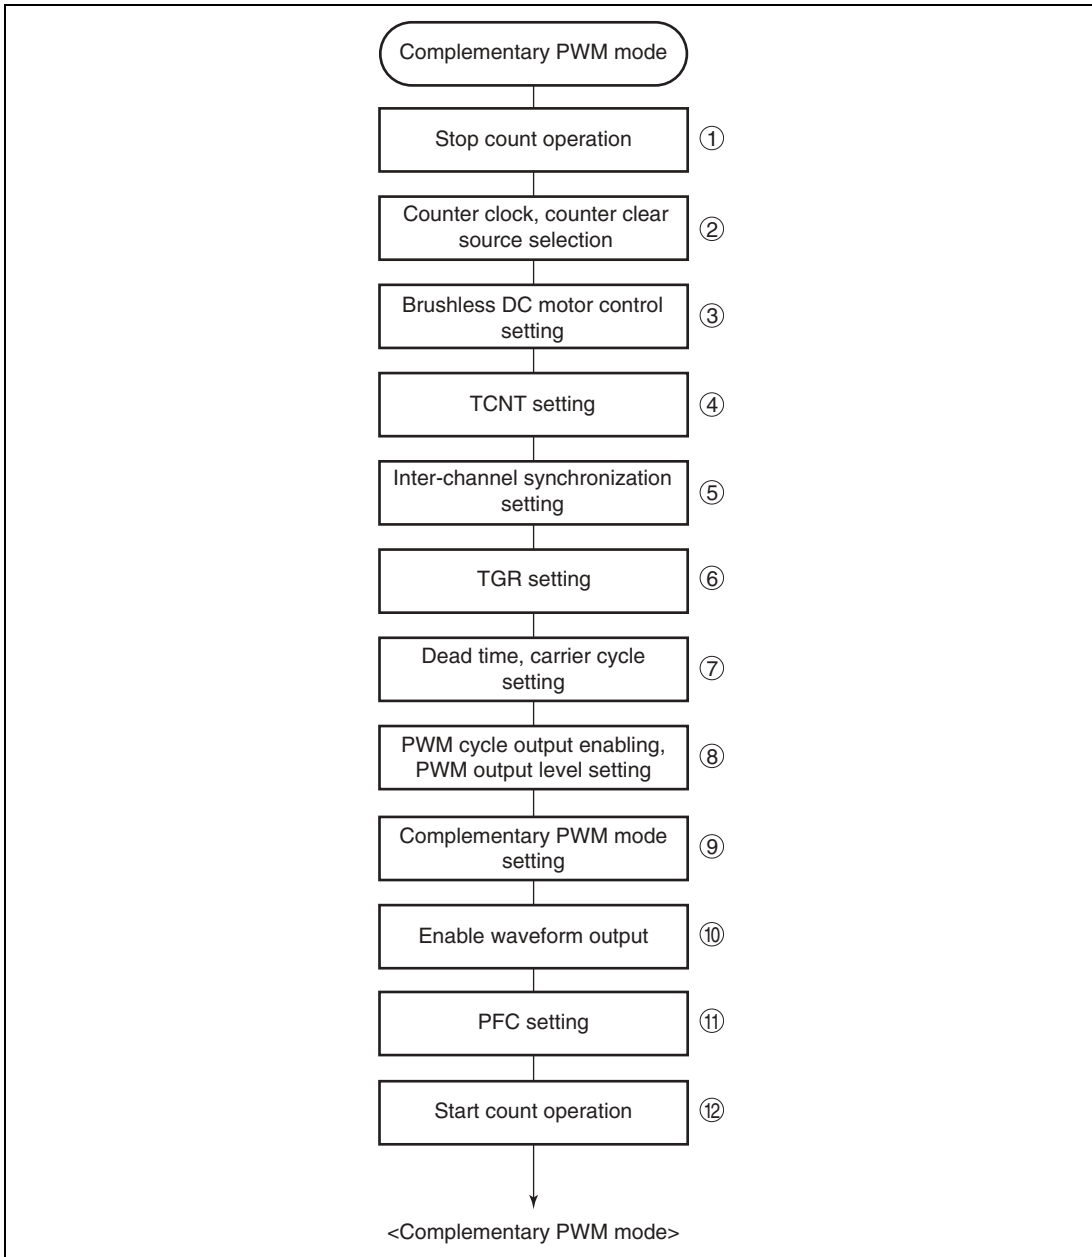 Complementary PWM mode
Stop count operation
①
Counter clock, counter clear
source selection
②
Brushless DC motor control
setting
③
TCNT setting
④
Inter-channel synchronization
setting
⑤
TGR setting
⑥
Dead time, carrier cycle
setting
⑦
PWM cycle output enabling,
PWM output level setting
⑧
Complementary PWM mode
setting
⑨
Enable waveform output
⑩
PFC setting
⑪
Start count operation
⑫
<Complementary PWM mode>